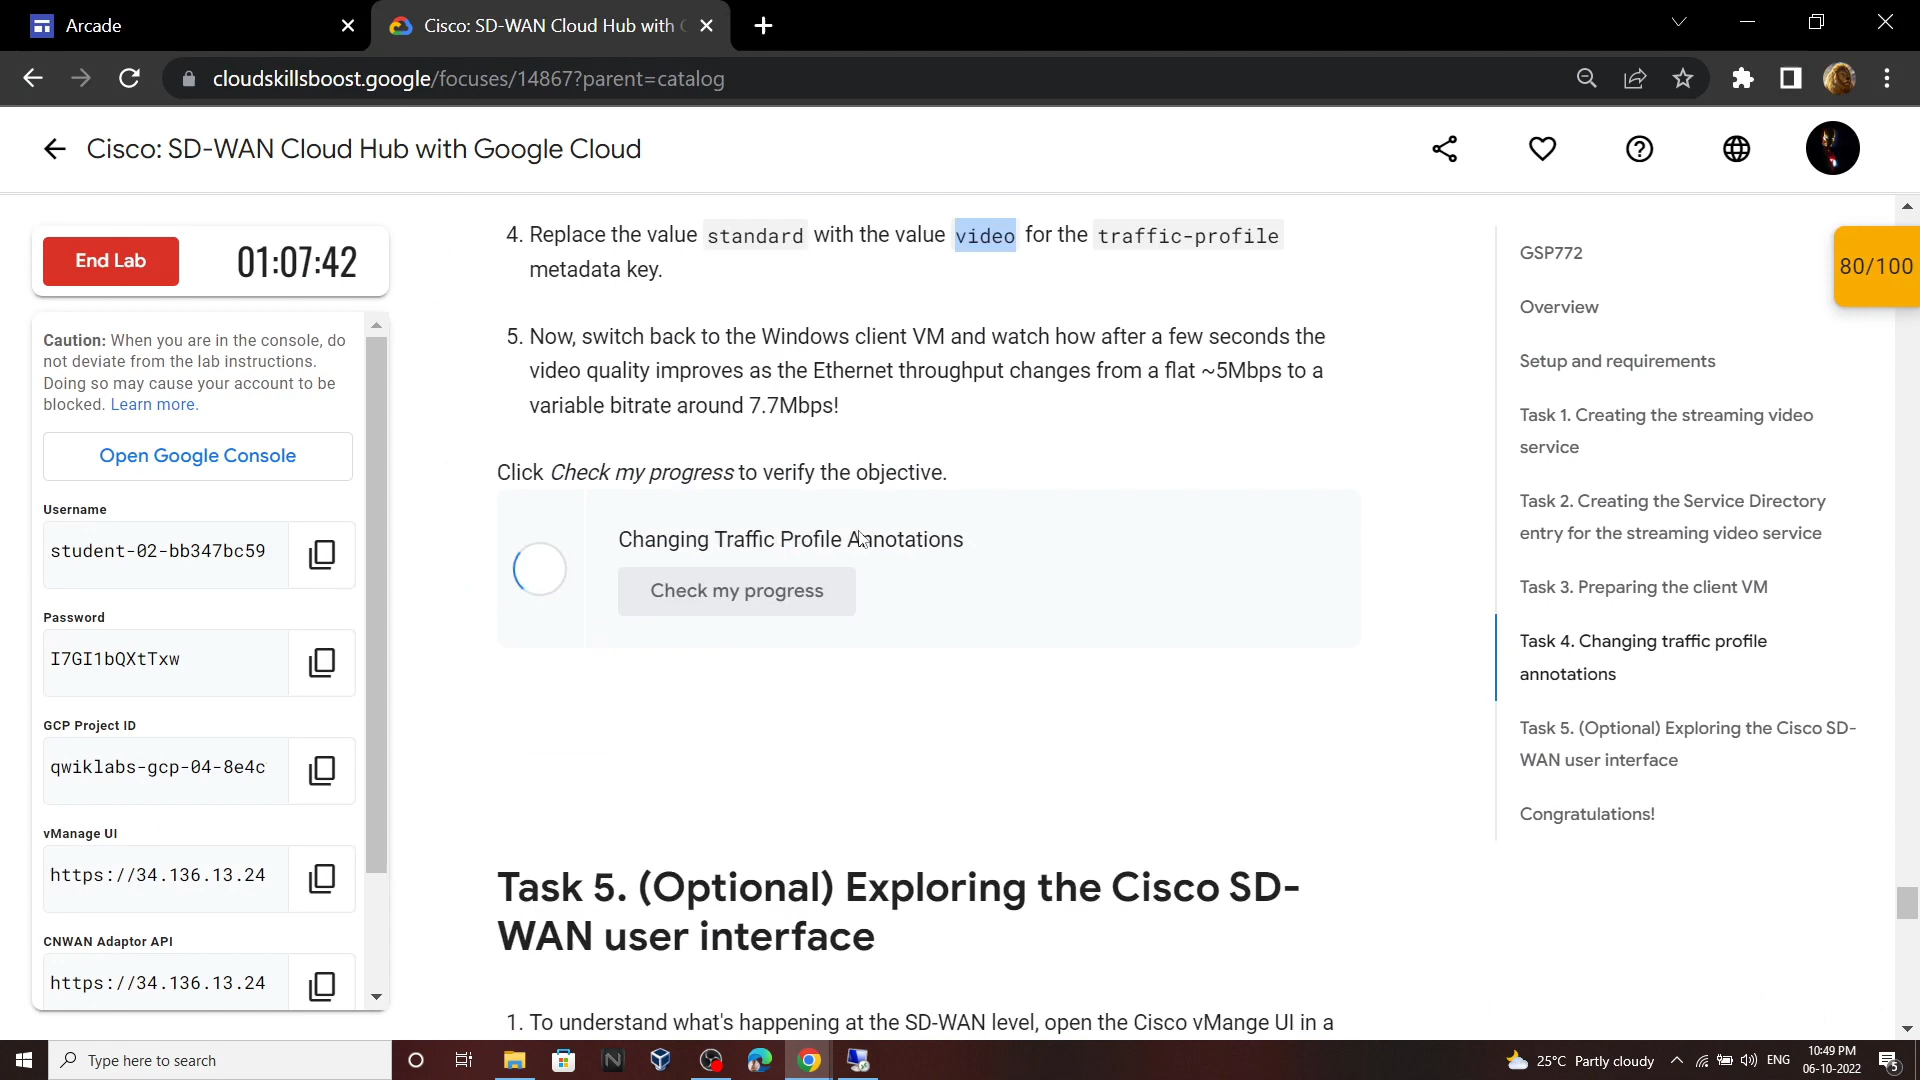 Arcade
Cisco: SD-WAN Cloud Hub with
cloudskillsboost.google/focuses/14867?parent=catalog
Cisco: SD-WAN Cloud Hub with Google Cloud
End Lab
01:07:42
Caution: When you are in the console, do
not deviate from the lab instructions.
Doing so may cause your account to be
blocked. Learn more.
Open Google Console
Username
student-02-bb347bc59
Password
I7GI1bQXtTxw
GCP Project ID
qwiklabs-gcp-04-8e4c
vManage UI
https://34.136.13.24
CNWAN Adaptor API
https://34.136.13.24
4. Replace the value standard with the value video for the traffic-profile
metadata key.
5. Now, switch back to the Windows client VM and watch how after a few seconds the
video quality improves as the Ethernet throughput changes from a flat ~5Mbps to a
variable bitrate around 7.7Mbps!
Click Check my progress to verify the objective.
Changing Traffic Profile Annotations
Check my progress
Task 5. (Optional) Exploring the Cisco SD-
WAN user interface
1. To understand what's happening at the SD-WAN level, open the Cisco vMange UI in a
GSP772
Overview
Setup and requirements
Task 1. Creating the streaming video
service
Task 2. Creating the Service Directory
entry for the streaming video service
Task 3. Preparing the client VM
Task 4. Changing traffic profile
annotations
Task 5. (Optional) Exploring the Cisco SD-
WAN user interface
Congratulations!
80/100
Type here to search
25°C Partly cloudy
ENG
10:49 PM
06-10-2022
5